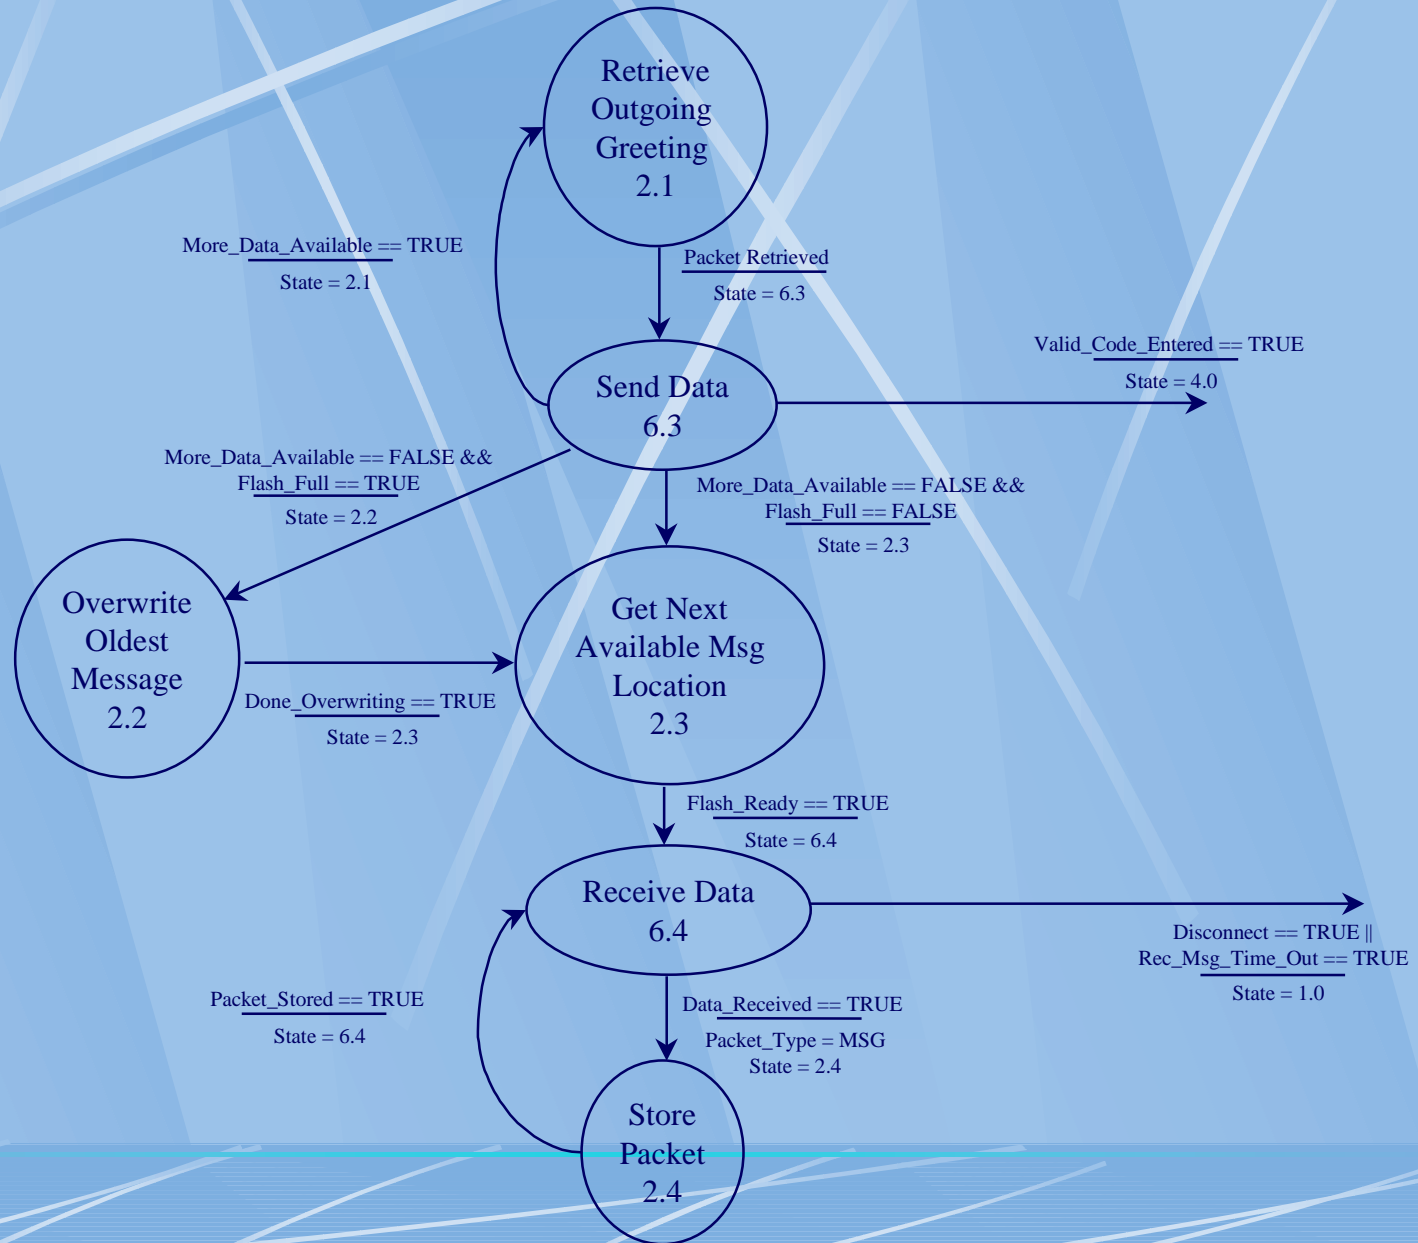 Retrieve
Outgoing
Greeting
2.1
More_Data_Available == TRUE
State = 2.1
Packet Retrieved
State = 6.3
Valid_Code_Entered == TRUE
State = 4.0
Send Data
6.3
More_Data_Available == FALSE &&
Flash_Full == TRUE
State = 2.2
More_Data_Available == FALSE &&
Flash_Full == FALSE
State = 2.3
Overwrite
Oldest
Message
2.2
Get Next
Available Msg
Location
2.3
Done_Overwriting == TRUE
State = 2.3
Flash_Ready == TRUE
State = 6.4
Receive Data
6.4
Disconnect == TRUE ||
Rec_Msg_Time_Out == TRUE
State = 1.0
Packet_Stored == TRUE
State = 6.4
Data_Received == TRUE
Packet_Type = MSG
State = 2.4
Store
Packet
2.4